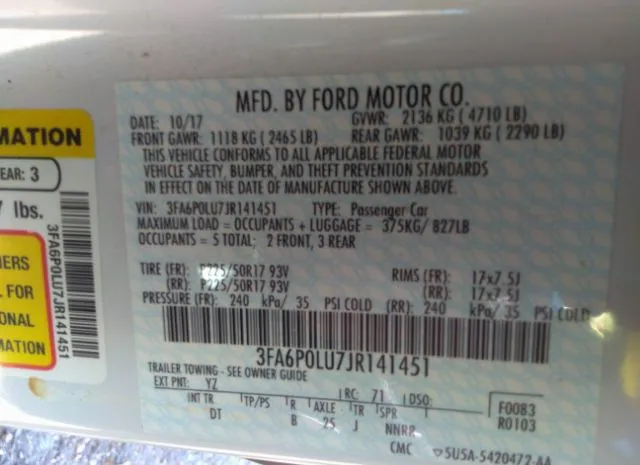 MFD. BY FORD MOTOR CO.
DATE: 10/17 GVWR: 2136 KG ( 4710 LB)
FRONT GAWR: 1118 KG ( 2465 LB) REAR GAWR: 1039 KG ( 2290 LB)
THIS VEHICLE CONFORMS TO ALL APPLICABLE FEDERAL MOTOR
VEHICLE SAFETY, BUMPER, AND THEFT PREVENTION STANDARDS
IN EFFECT ON THE DATE OF MANUFACTURE SHOWN ABOVE.
VIN: 3FA6P0LU7JR141451 TYPE: Passenger Car
MAXIMUM LOAD = OCCUPANTS + LUGGAGE = 375KG/ 827LB
OCCUPANTS = 5 TOTAL; 2 FRONT, 3 REAR
TIRE (FR): P225/50R17 93V RIMS (FR): 17x7.5J
(RR): P225/50R17 93V (RR): 17x7.5J
PRESSURE (FR): 240 kPa/ 35 PSI COLD (RR): 240 kPa/ 35 PSI COLD
3FA6P0LU7JR141451
TRAILER TOWING - SEE OWNER GUIDE
EXT PNT: YZ RC: 71 DSO:
INT TR TP/PS R AXLE TR SPR
DT B 25 J NNRR
F0083
R0103
CMC 5U5A-5420472-AA
MATION
EAR: 3
lbs.
3FA6P0LU7JR141451
ERS
L FOR
ONAL
MATION